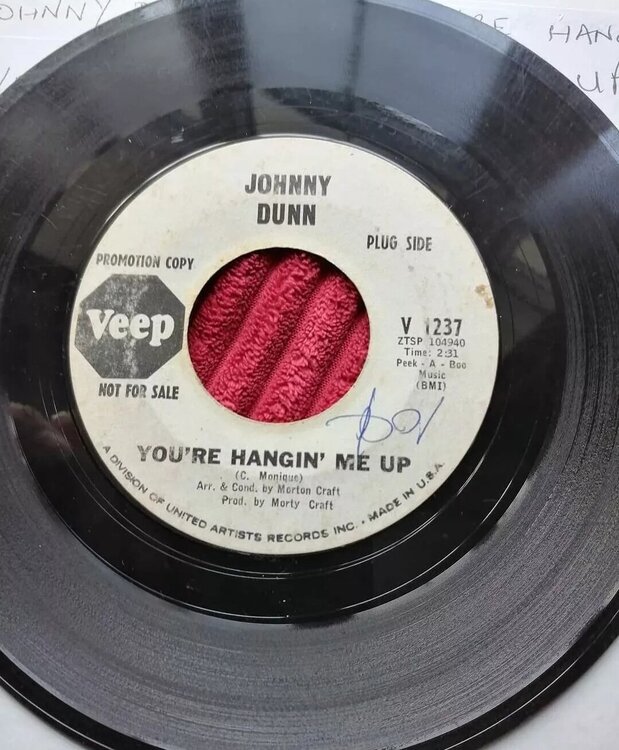 OHNNY
HAN
JOHNNY
DUNN
PLUG SIDE
PROMOTION COPY
Veep
NOT FOR SALE
V 1237
ZTSP 104940
Time: 2:31
Peek - A - Boo
Music
(BMI)
YOU'RE HANGIN' ME UP
(C. Monique)
Arr. & Cond. by Morton Craft
Prod. by Morty Craft
A DIVISION OF UNITED ARTISTS RECORDS INC. • MADE IN U.S.A.